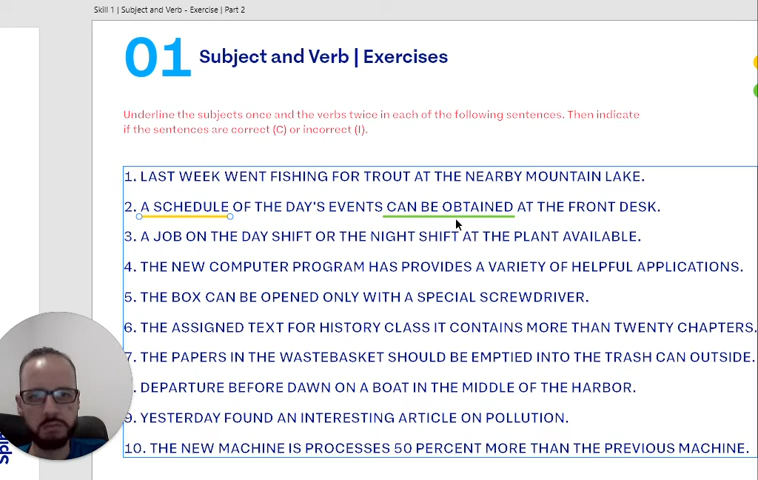 Skill 1 | Subject and Verb - Exercise | Part 2
01 Subject and Verb | Exercises
Underline the subjects once and the verbs twice in each of the following sentences. Then indicate
if the sentences are correct (C) or incorrect (I).
1. LAST WEEK WENT FISHING FOR TROUT AT THE NEARBY MOUNTAIN LAKE.
2. A SCHEDULE OF THE DAY'S EVENTS CAN BE OBTAINED AT THE FRONT DESK.
3. A JOB ON THE DAY SHIFT OR THE NIGHT SHIFT AT THE PLANT AVAILABLE.
4. THE NEW COMPUTER PROGRAM HAS PROVIDES A VARIETY OF HELPFUL APPLICATIONS.
5. THE BOX CAN BE OPENED ONLY WITH A SPECIAL SCREWDRIVER.
6. THE ASSIGNED TEXT FOR HISTORY CLASS IT CONTAINS MORE THAN TWENTY CHAPTERS.
7. THE PAPERS IN THE WASTEBASKET SHOULD BE EMPTIED INTO THE TRASH CAN OUTSIDE.
. DEPARTURE BEFORE DAWN ON A BOAT IN THE MIDDLE OF THE HARBOR.
9. YESTERDAY FOUND AN INTERESTING ARTICLE ON POLLUTION.
10. THE NEW MACHINE IS PROCESSES 50 PERCENT MORE THAN THE PREVIOUS MACHINE.